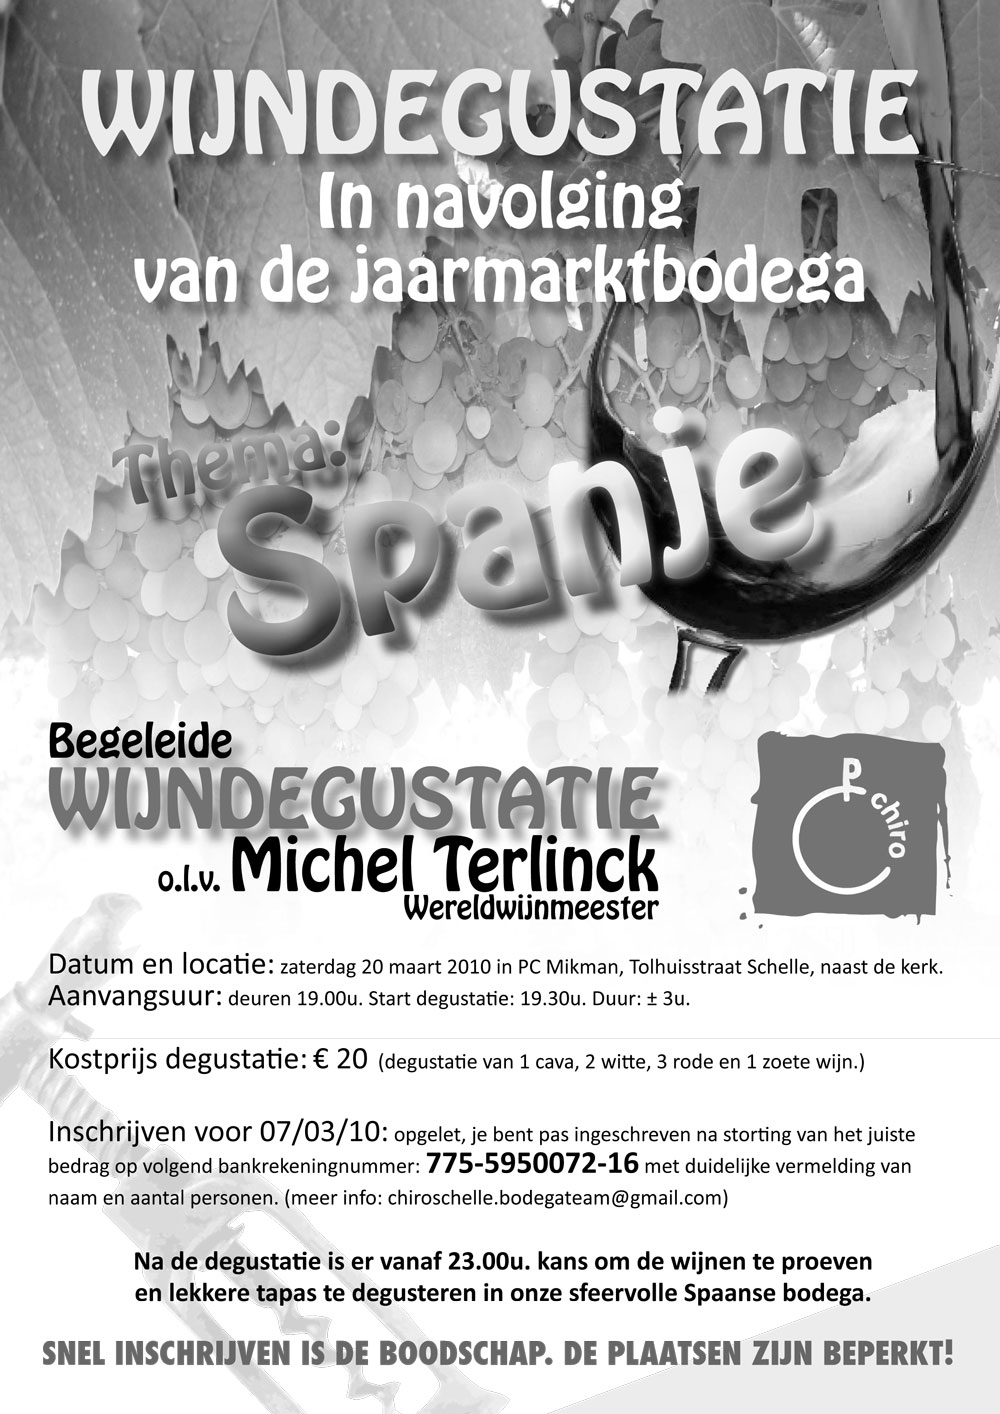 WIJNDEGUSTATIE
In navolging
van de jaarmarktbodega
Thema:
Spanje
Begeleide
WIJNDEGUSTATIE
o.l.v. Michel Terlinck
Wereldwijnmeester
P chiro
Datum en locatie: zaterdag 20 maart 2010 in PC Mikman, Tolhuisstraat Schelle, naast de kerk.
Aanvangsuur: deuren 19.00u. Start degustatie: 19.30u. Duur: ± 3u.
Kostprijs degustatie: € 20 (degustatie van 1 cava, 2 witte, 3 rode en 1 zoete wijn.)
Inschrijven voor 07/03/10: opgelet, je bent pas ingeschreven na storting van het juiste
bedrag op volgend bankrekeningnummer: 775-5950072-16 met duidelijke vermelding van
naam en aantal personen. (meer info: chiroschelle.bodegateam@gmail.com)
Na de degustatie is er vanaf 23.00u. kans om de wijnen te proeven
en lekkere tapas te degusteren in onze sfeervolle Spaanse bodega.
SNEL INSCHRIJVEN IS DE BOODSCHAP. DE PLAATSEN ZIJN BEPERKT!